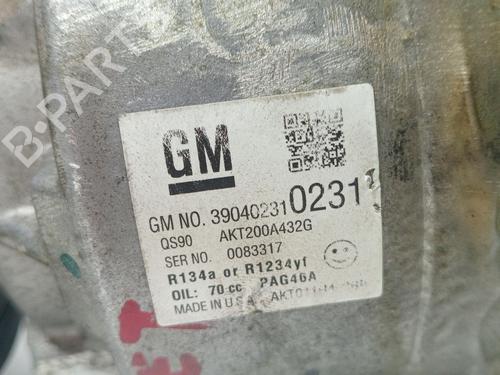 B-PARTS
GM
GM NO. 39040231 0231
QS90 AKT200A432G
SER NO. 0083317
R134a or R1234yf
OIL: 70 cc PAG46A
MADE IN U.S.A.